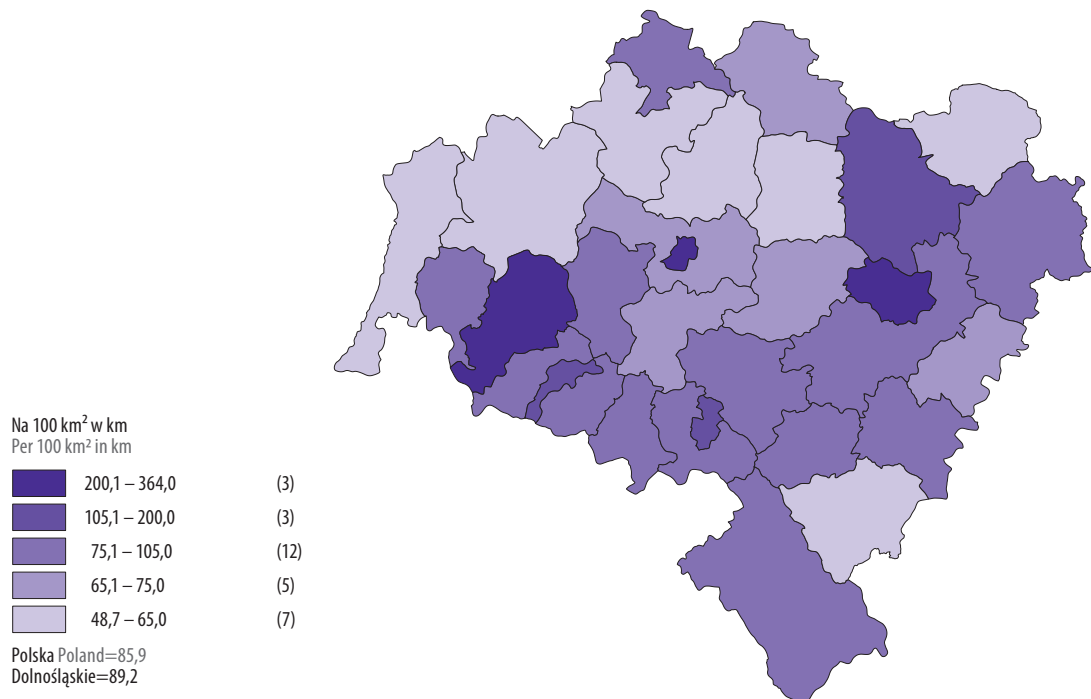 Na 100 km² w km
Per 100 km² in km
200,1 – 364,0 (3)
105,1 – 200,0 (3)
75,1 – 105,0 (12)
65,1 – 75,0 (5)
48,7 – 65,0 (7)
Polska Poland=85,9
Dolnośląskie=89,2